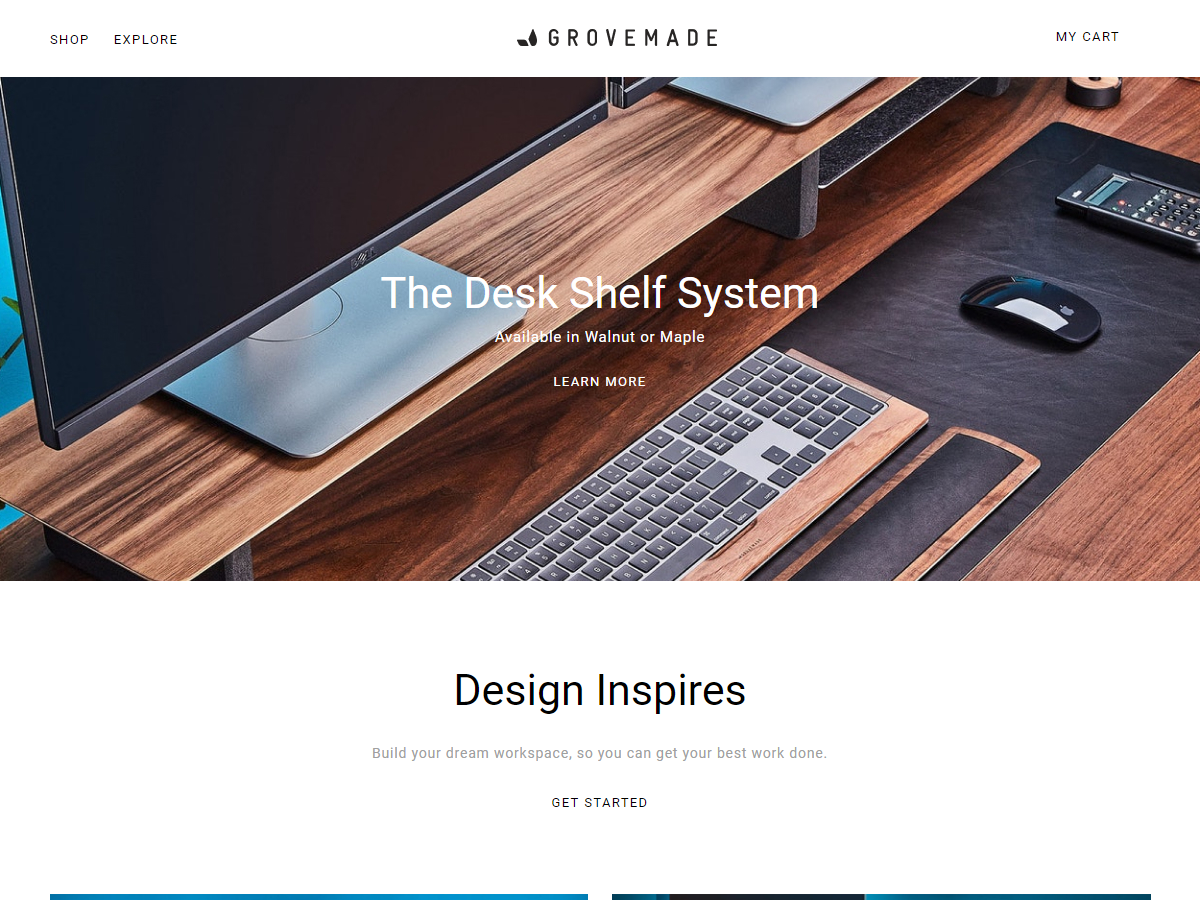 SHOP
EXPLORE
GROVEMADE
MY CART
The Desk Shelf System
Available in Walnut or Maple
LEARN MORE
Design Inspires
Build your dream workspace, so you can get your best work done.
GET STARTED